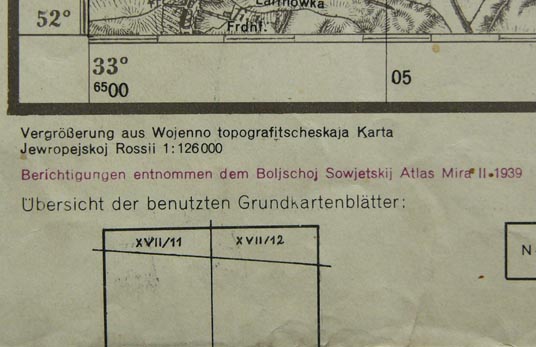 Larinowka
52°
Frdhf.
33°
6500
05
Vergrößerung aus Wojenno topografitscheskaja Karta
Jewropejskoj Rossii 1:126000
Berichtigungen entnommen dem Boljschoj Sowjetskij Atlas Mira II. 1939
Übersicht der benutzten Grundkartenblätter:
XVII/11
XVII/12
N